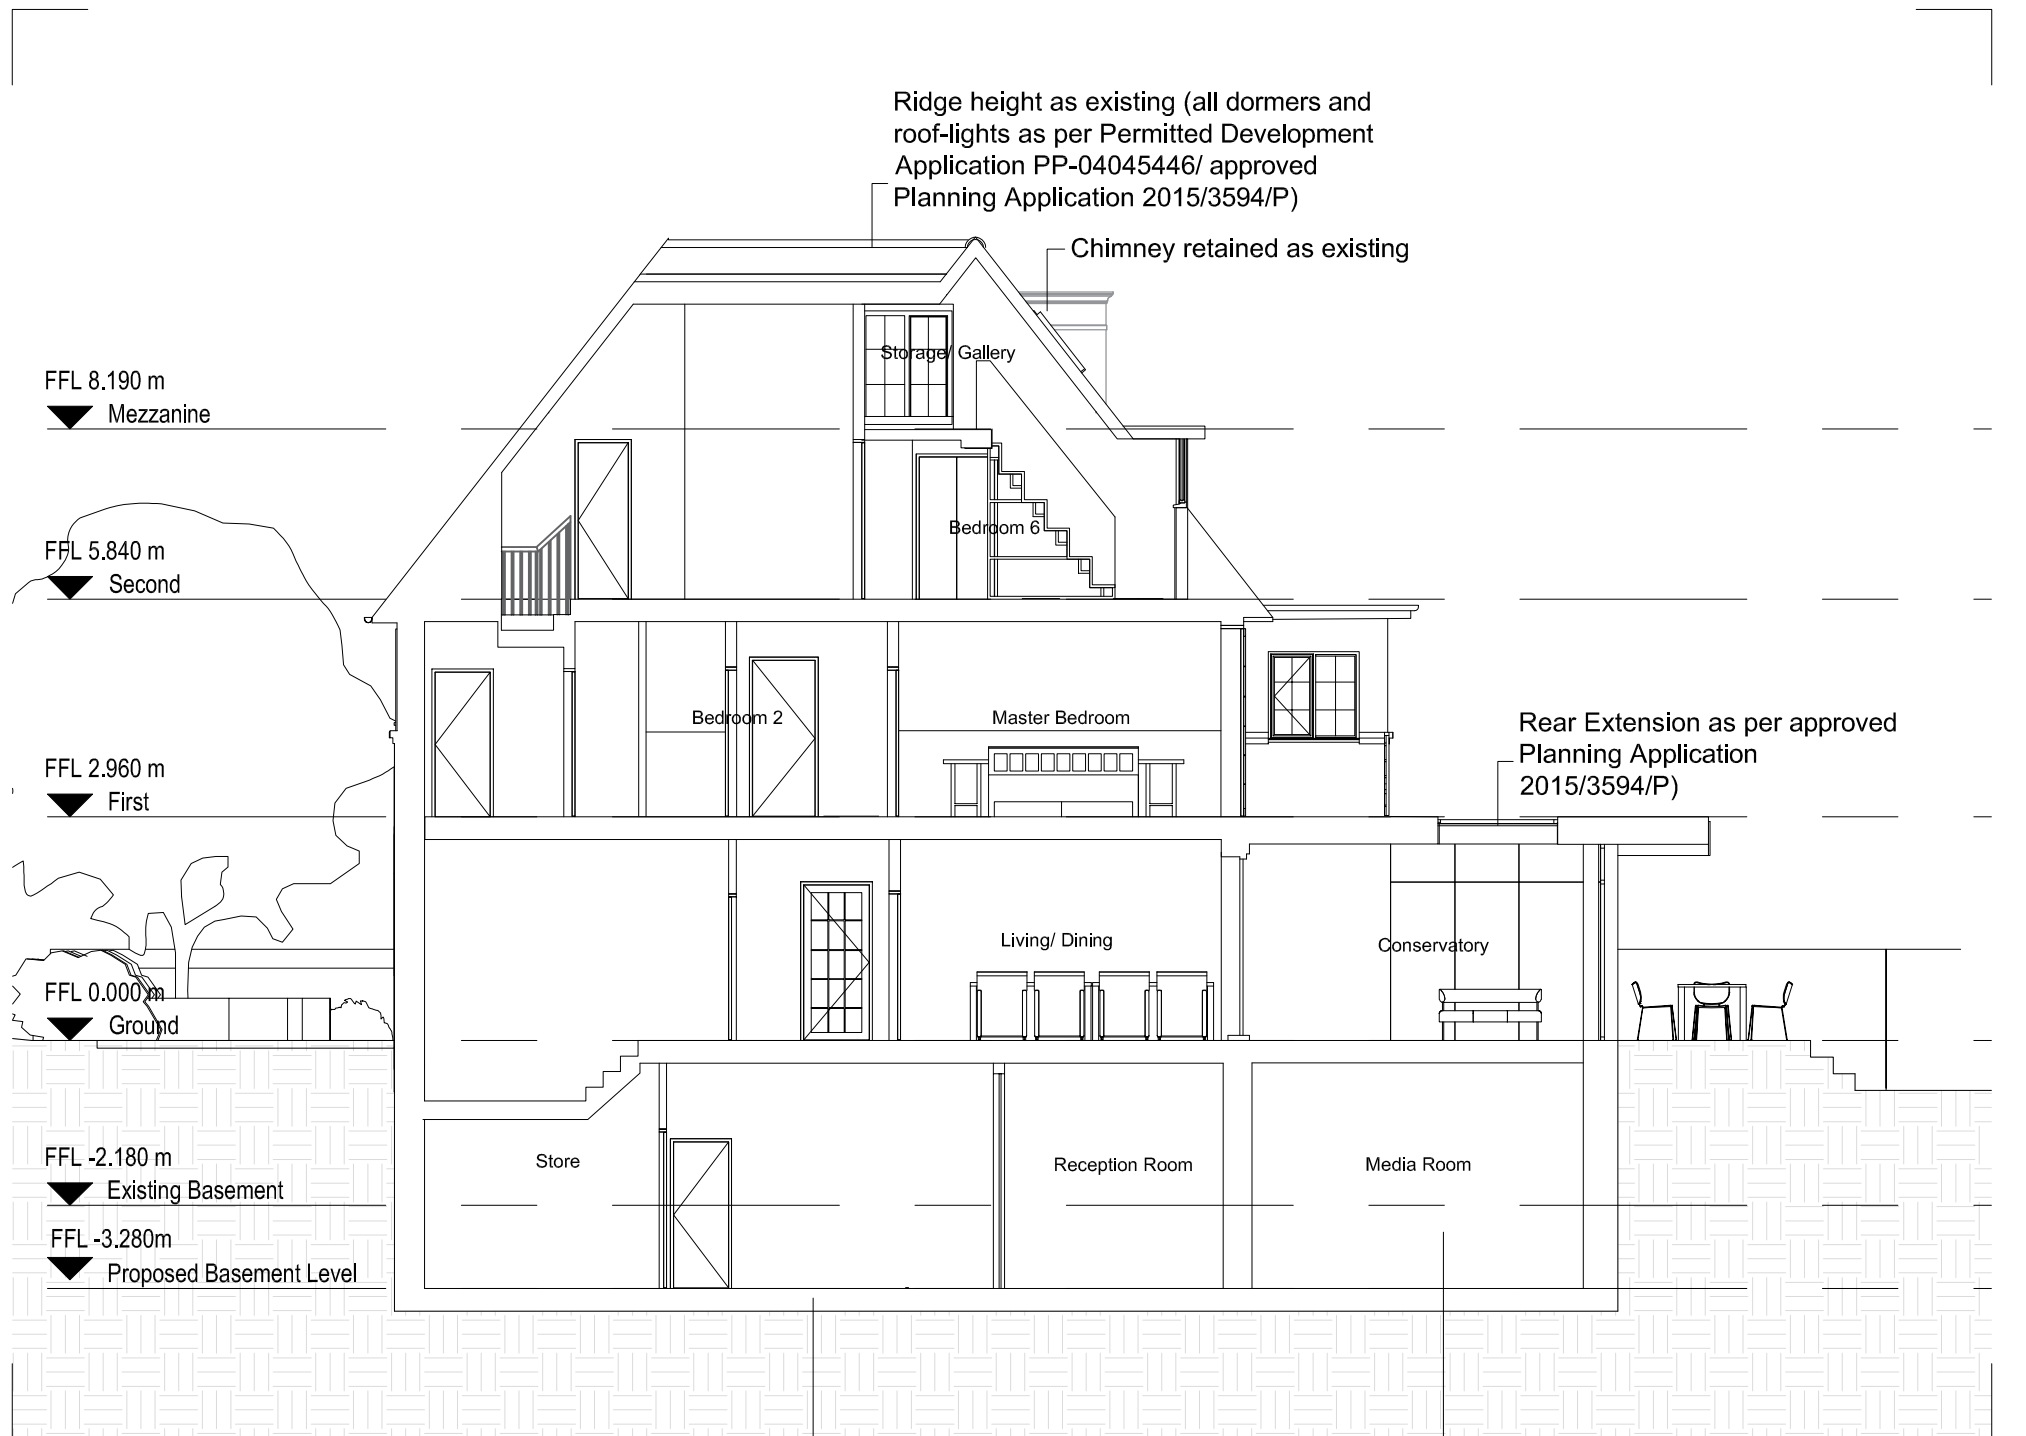 Ridge height as existing (all dormers and
roof-lights as per Permitted Development
Application PP-04045446/ approved
Planning Application 2015/3594/P)
Chimney retained as existing
Storage/ Gallery
FFL 8.190 m
Mezzanine
Bedroom 6
FFL 5.840 m
Second
Bedroom 2
Master Bedroom
Rear Extension as per approved
Planning Application
2015/3594/P)
FFL 2.960 m
First
Living/ Dining
Conservatory
FFL 0.000 m
Ground
Store
Reception Room
Media Room
FFL -2.180 m
Existing Basement
FFL -3.280m
Proposed Basement Level